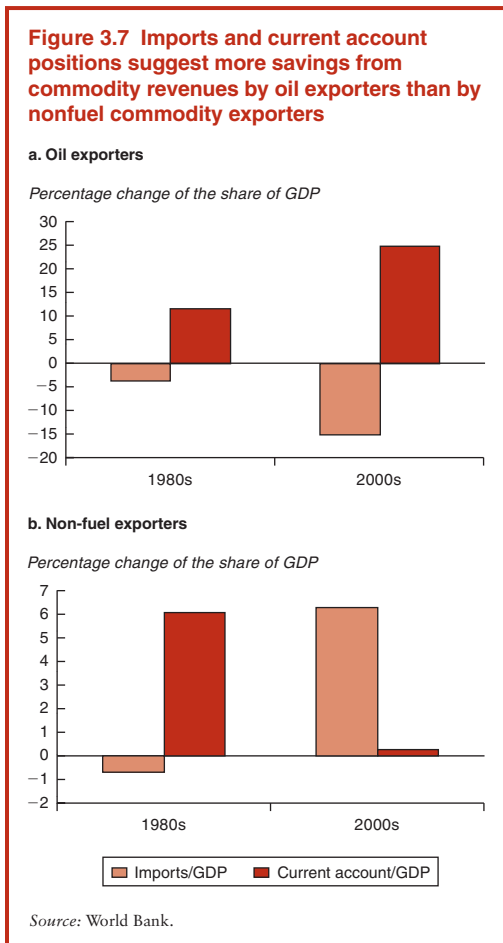 Figure 3.7 Imports and current account
positions suggest more savings from
commodity revenues by oil exporters than by
nonfuel commodity exporters
a. Oil exporters
Percentage change of the share of GDP
30
25
20
15
10
5
0
−5
−10
−15
−20
1980s 2000s
b. Non-fuel exporters
Percentage change of the share of GDP
7
6
5
4
3
2
1
0
−1
−2
1980s 2000s
Imports/GDP Current account/GDP
Source: World Bank.